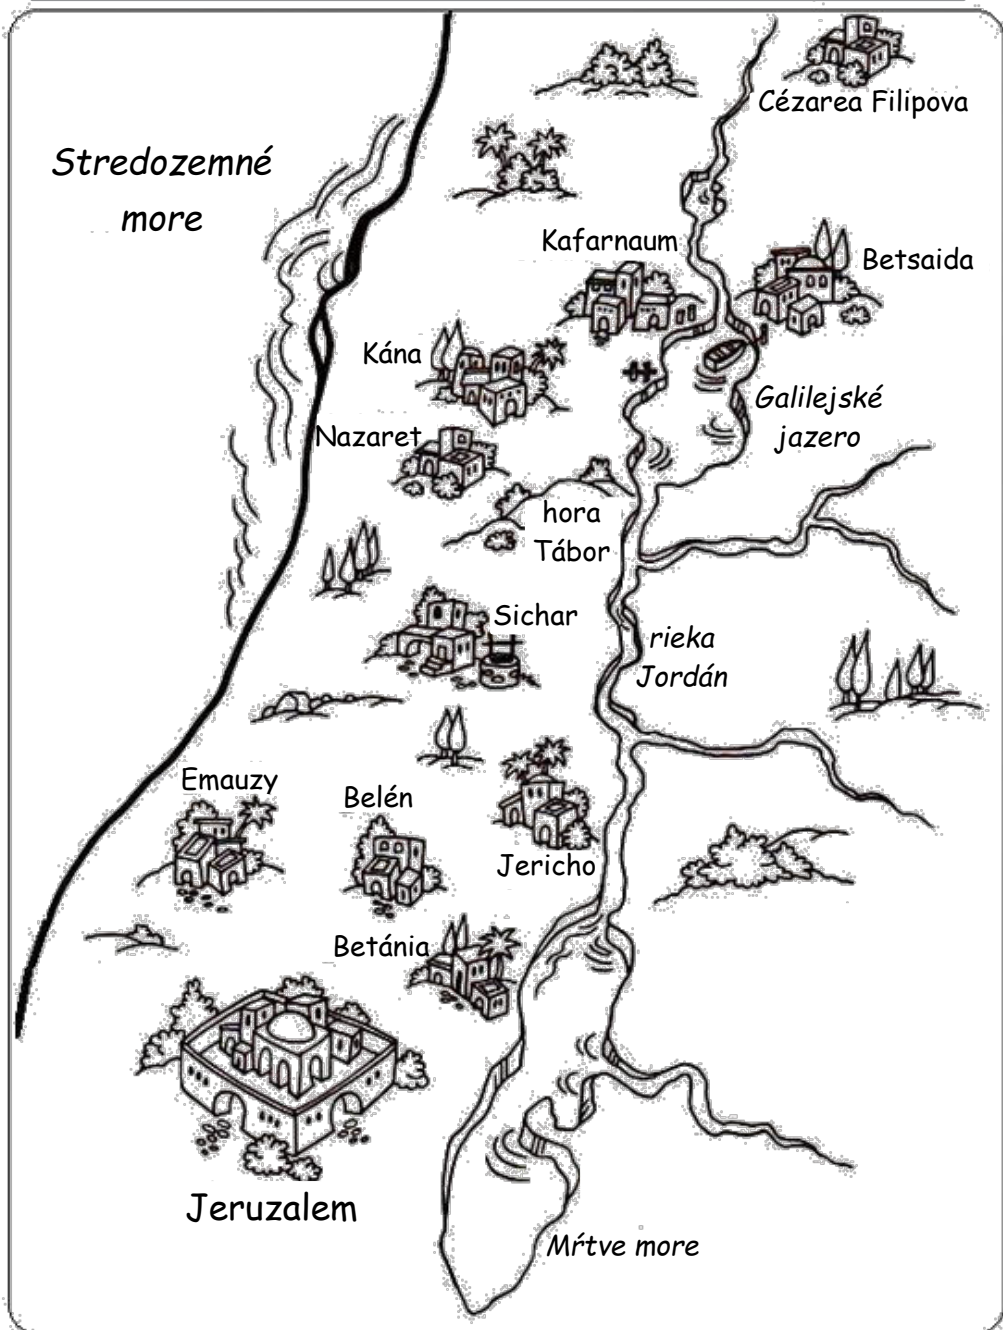 Cézarea Filipova
Stredozemné
more
Kafarnaum
Betsaida
Kána
Galilejské
jazero
Nazaret
hora
Tábor
Sichar
rieka
Jordán
Emauzy
Belén
Jericho
Betánia
Jeruzalem
Mŕtve more